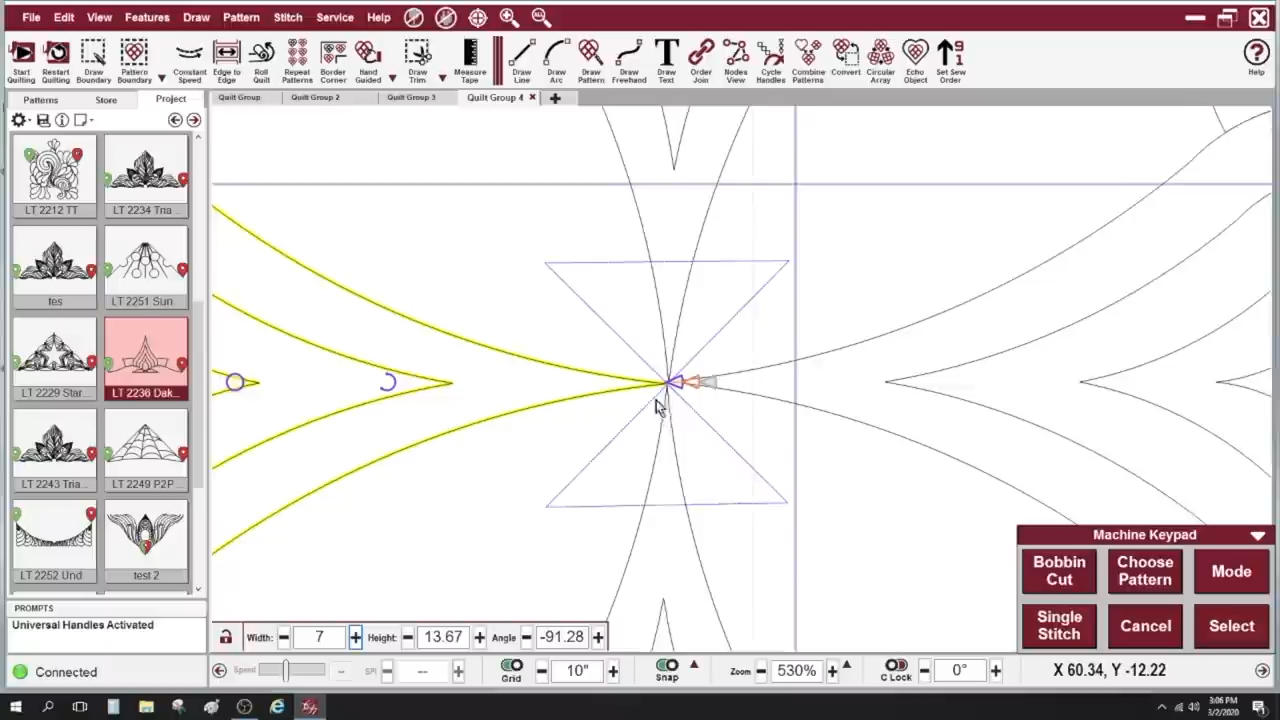 File Edit View Features Draw Pattern Stitch Service Help ALL
Start Quilting Restart Quilting Draw Boundary Pattern Boundary Constant Speed Edge to Edge Roll Quilt Repeat Patterns Border Corner Hand Guided Draw Trim Measure Tape Draw Line Draw Arc Draw Pattern Draw Freehand Draw Text Order Join Nodes View Cycle Handles Combine Patterns Convert Circular Array Echo Object Set Sew Order Help
Patterns Store Project
Quilt Group Quilt Group 2 Quilt Group 3 Quilt Group 4
LT 2212 TT LT 2234 Tria ...
tes LT 2251 Sun
LT 2229 Star... LT 2236 Dak...
LT 2243 Tria... LT 2249 P2P ...
LT 2252 Und test 2
PROMPTS
Universal Handles Activated
Connected
Width: 7 Height: 13.67 Angle -91.28
Speed -- SPI --
Grid 10" Snap Zoom 530% C Lock 0° X 60.34, Y -12.22
Machine Keypad
Bobbin Cut Choose Pattern Mode
Single Stitch Cancel Select
3:06 PM
3/2/2020